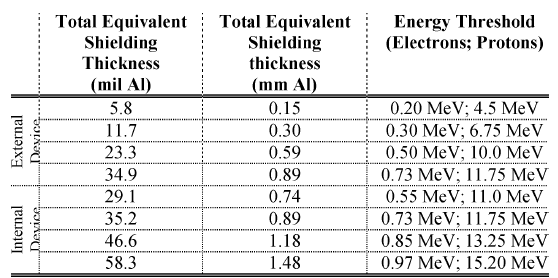 Total Equivalent Shielding Thickness (mil Al) Total Equivalent Shielding thickness (mm Al) Energy Threshold (Electrons; Protons)
External Device
5.8 0.15 0.20 MeV; 4.5 MeV
11.7 0.30 0.30 MeV; 6.75 MeV
23.3 0.59 0.50 MeV; 10.0 MeV
34.9 0.89 0.73 MeV; 11.75 MeV
Internal Device
29.1 0.74 0.55 MeV; 11.0 MeV
35.2 0.89 0.73 MeV; 11.75 MeV
46.6 1.18 0.85 MeV; 13.25 MeV
58.3 1.48 0.97 MeV; 15.20 MeV